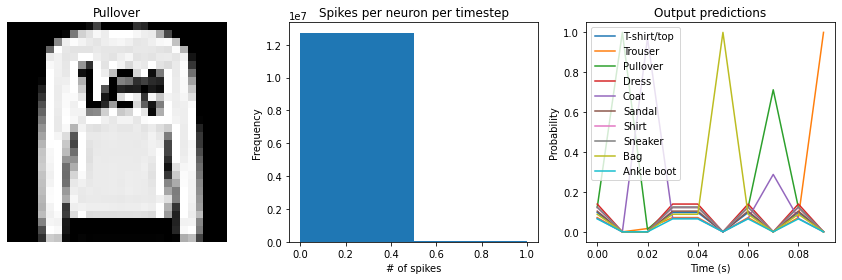 Pullover
Spikes per neuron per timestep
1e7
Frequency
1.2
1.0
0.8
0.6
0.4
0.2
0.0
0.0 0.2 0.4 0.6 0.8 1.0
# of spikes
Output predictions
Probability
1.0
0.8
0.6
0.4
0.2
0.0
T-shirt/top
Trouser
Pullover
Dress
Coat
Sandal
Shirt
Sneaker
Bag
Ankle boot
0.00 0.02 0.04 0.06 0.08
Time (s)